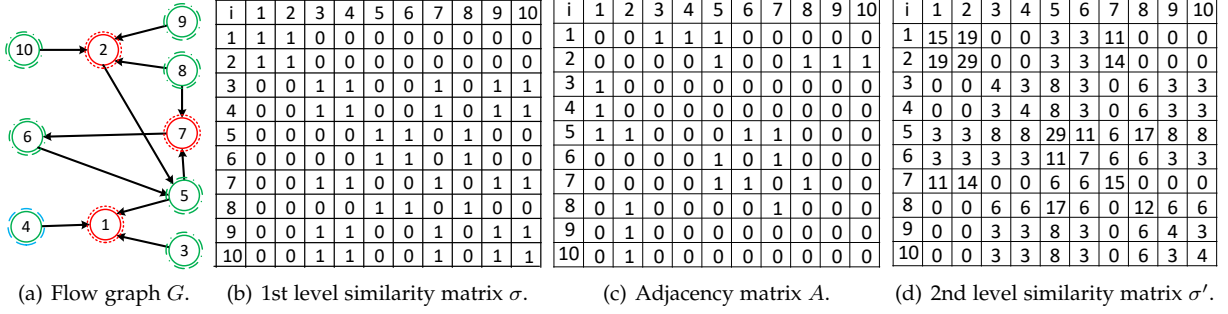 9
10 2
8
7
6
5
4 1
3
(a) Flow graph G.
i 1 2 3 4 5 6 7 8 9 10
1 1 1 0 0 0 0 0 0 0 0
2 1 1 0 0 0 0 0 0 0 0
3 0 0 1 1 0 0 1 0 1 1
4 0 0 1 1 0 0 1 0 1 1
5 0 0 0 0 1 1 0 1 0 0
6 0 0 0 0 1 1 0 1 0 0
7 0 0 1 1 0 0 1 0 1 1
8 0 0 0 0 1 1 0 1 0 0
9 0 0 1 1 0 0 1 0 1 1
10 0 0 1 1 0 0 1 0 1 1
(b) 1st level similarity matrix σ.
i 1 2 3 4 5 6 7 8 9 10
1 0 0 1 1 1 0 0 0 0 0
2 0 0 0 0 1 0 0 1 1 1
3 1 0 0 0 0 0 0 0 0 0
4 1 0 0 0 0 0 0 0 0 0
5 1 1 0 0 0 1 1 0 0 0
6 0 0 0 0 1 0 1 0 0 0
7 0 0 0 0 1 1 0 1 0 0
8 0 1 0 0 0 0 1 0 0 0
9 0 1 0 0 0 0 0 0 0 0
10 0 1 0 0 0 0 0 0 0 0
(c) Adjacency matrix A.
i 1 2 3 4 5 6 7 8 9 10
1 15 19 0 0 3 3 11 0 0 0
2 19 29 0 0 3 3 14 0 0 0
3 0 0 4 3 8 3 0 6 3 3
4 0 0 3 4 8 3 0 6 3 3
5 3 3 8 8 29 11 6 17 8 8
6 3 3 3 3 11 7 6 6 3 3
7 11 14 0 0 6 6 15 0 0 0
8 0 0 6 6 17 6 0 12 6 6
9 0 0 3 3 8 3 0 6 4 3
10 0 0 3 3 8 3 0 6 3 4
(d) 2nd level similarity matrix σ′.